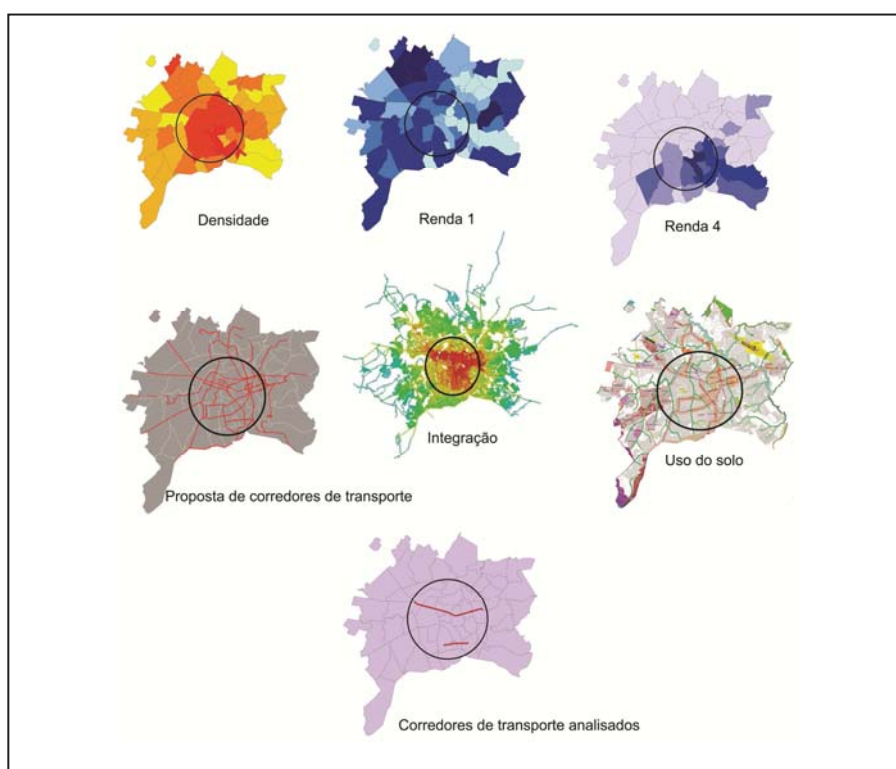 Densidade
Renda 1
Renda 4
Proposta de corredores de transporte
Integração
Uso do solo
Corredores de transporte analisados